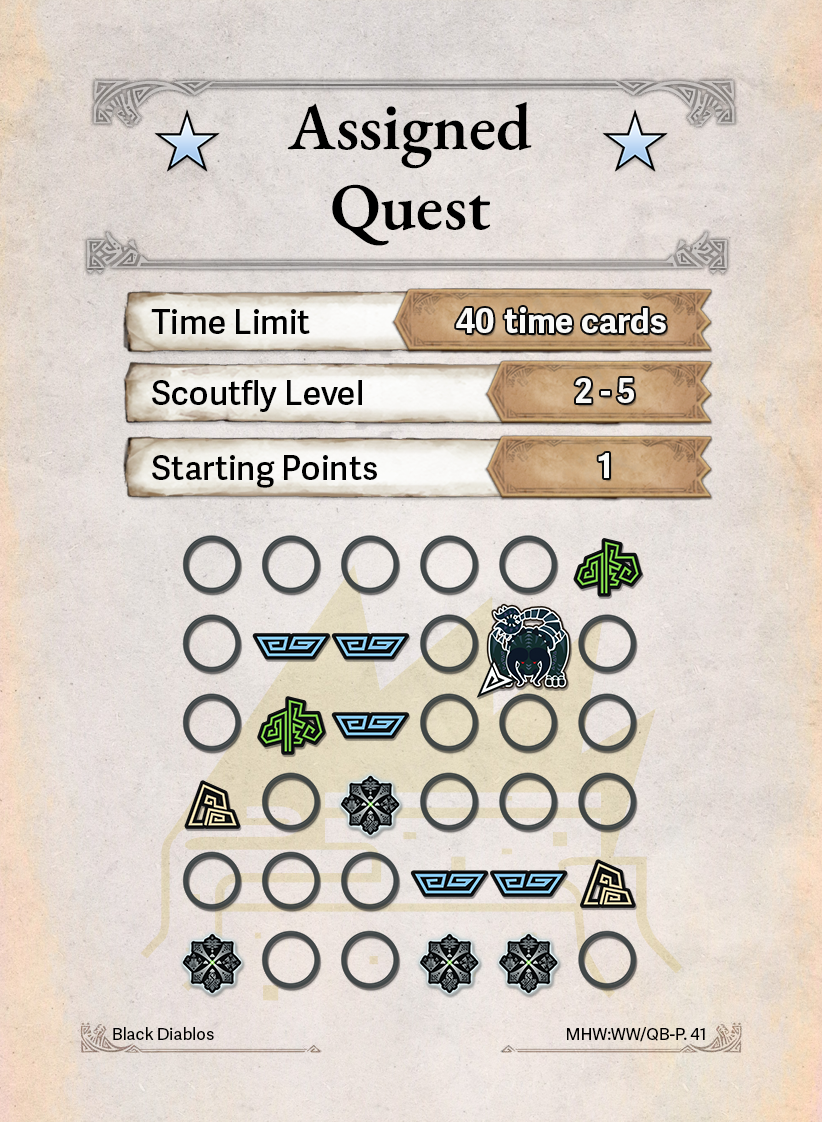 Assigned
Quest
Time Limit
40 time cards
Scoutfly Level
2 - 5
Starting Points
1
Black Diablos
MHW:WW/QB-P. 41